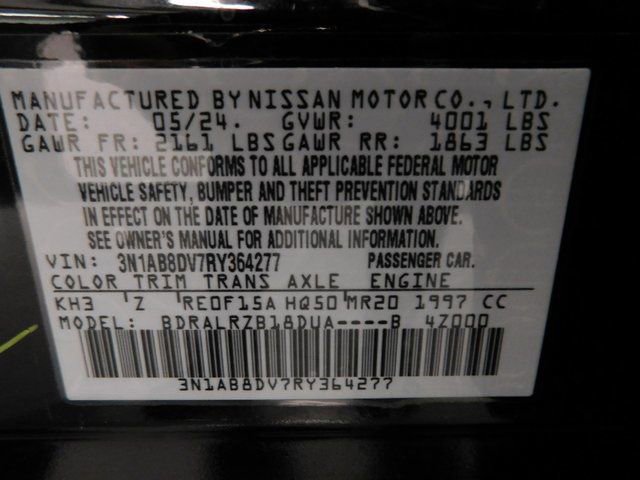 MANUFACTURED BY NISSAN MOTOR CO., LTD.
DATE: 05/24. GVWR: 4001 LBS
GAWR FR: 2161 LBS GAWR RR: 1863 LBS
THIS VEHICLE CONFORMS TO ALL APPLICABLE FEDERAL MOTOR
VEHICLE SAFETY, BUMPER AND THEFT PREVENTION STANDARDS
IN EFFECT ON THE DATE OF MANUFACTURE SHOWN ABOVE.
SEE OWNER'S MANUAL FOR ADDITIONAL INFORMATION.
VIN: 3N1AB8DV7RY364277 PASSENGER CAR.
COLOR TRIM TRANS AXLE ENGINE
KH3 'Z RE0F15A HQ50 MR20 1997 CC
MODEL: BDRALRZB18DUA----B 4Z000
3N1AB8DV7RY364277